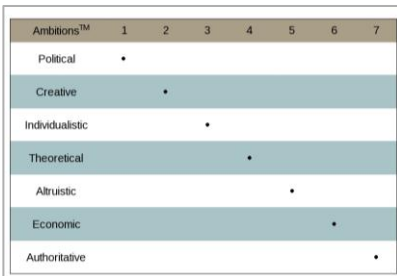 Ambitions™ 1 2 3 4 5 6 7
Political •
Creative •
Individualistic •
Theoretical •
Altruistic •
Economic •
Authoritative •